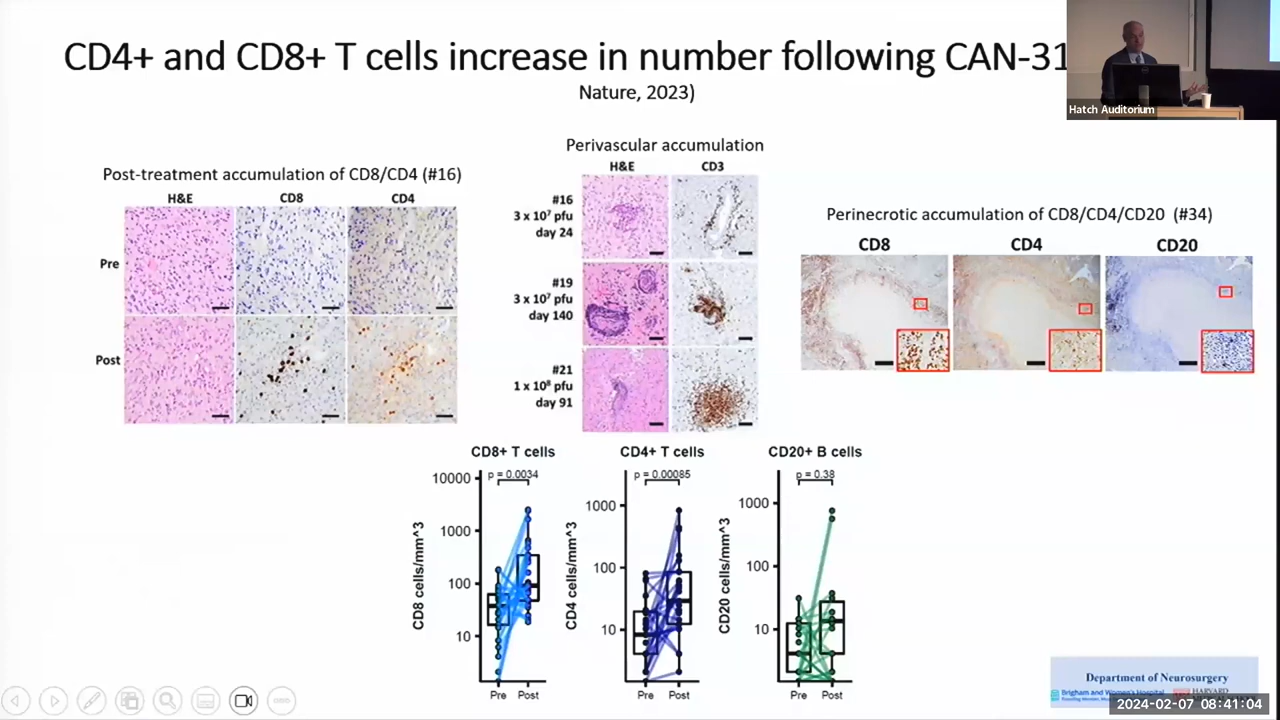 CD4+ and CD8+ T cells increase in number following CAN-31
Nature, 2023)
Hatch Auditorium
Post-treatment accumulation of CD8/CD4 (#16)
H&E CD8 CD4
Pre
Post
Perivascular accumulation
H&E CD3
#16
3 x 10⁷ pfu
day 24
#19
3 x 10⁷ pfu
day 140
#21
1 x 10⁸ pfu
day 91
Perinecrotic accumulation of CD8/CD4/CD20 (#34)
CD8 CD4 CD20
CD8+ T cells
p = 0.0034
CD8 cells/mm^3
10000
1000
100
10
Pre Post
CD4+ T cells
p = 0.00085
CD4 cells/mm^3
1000
100
10
Pre Post
CD20+ B cells
p = 0.38
CD20 cells/mm^3
1000
100
10
Pre Post
Department of Neurosurgery
Brigham and Women's Hospital
HARVARD
2024-02-07 08:41:04